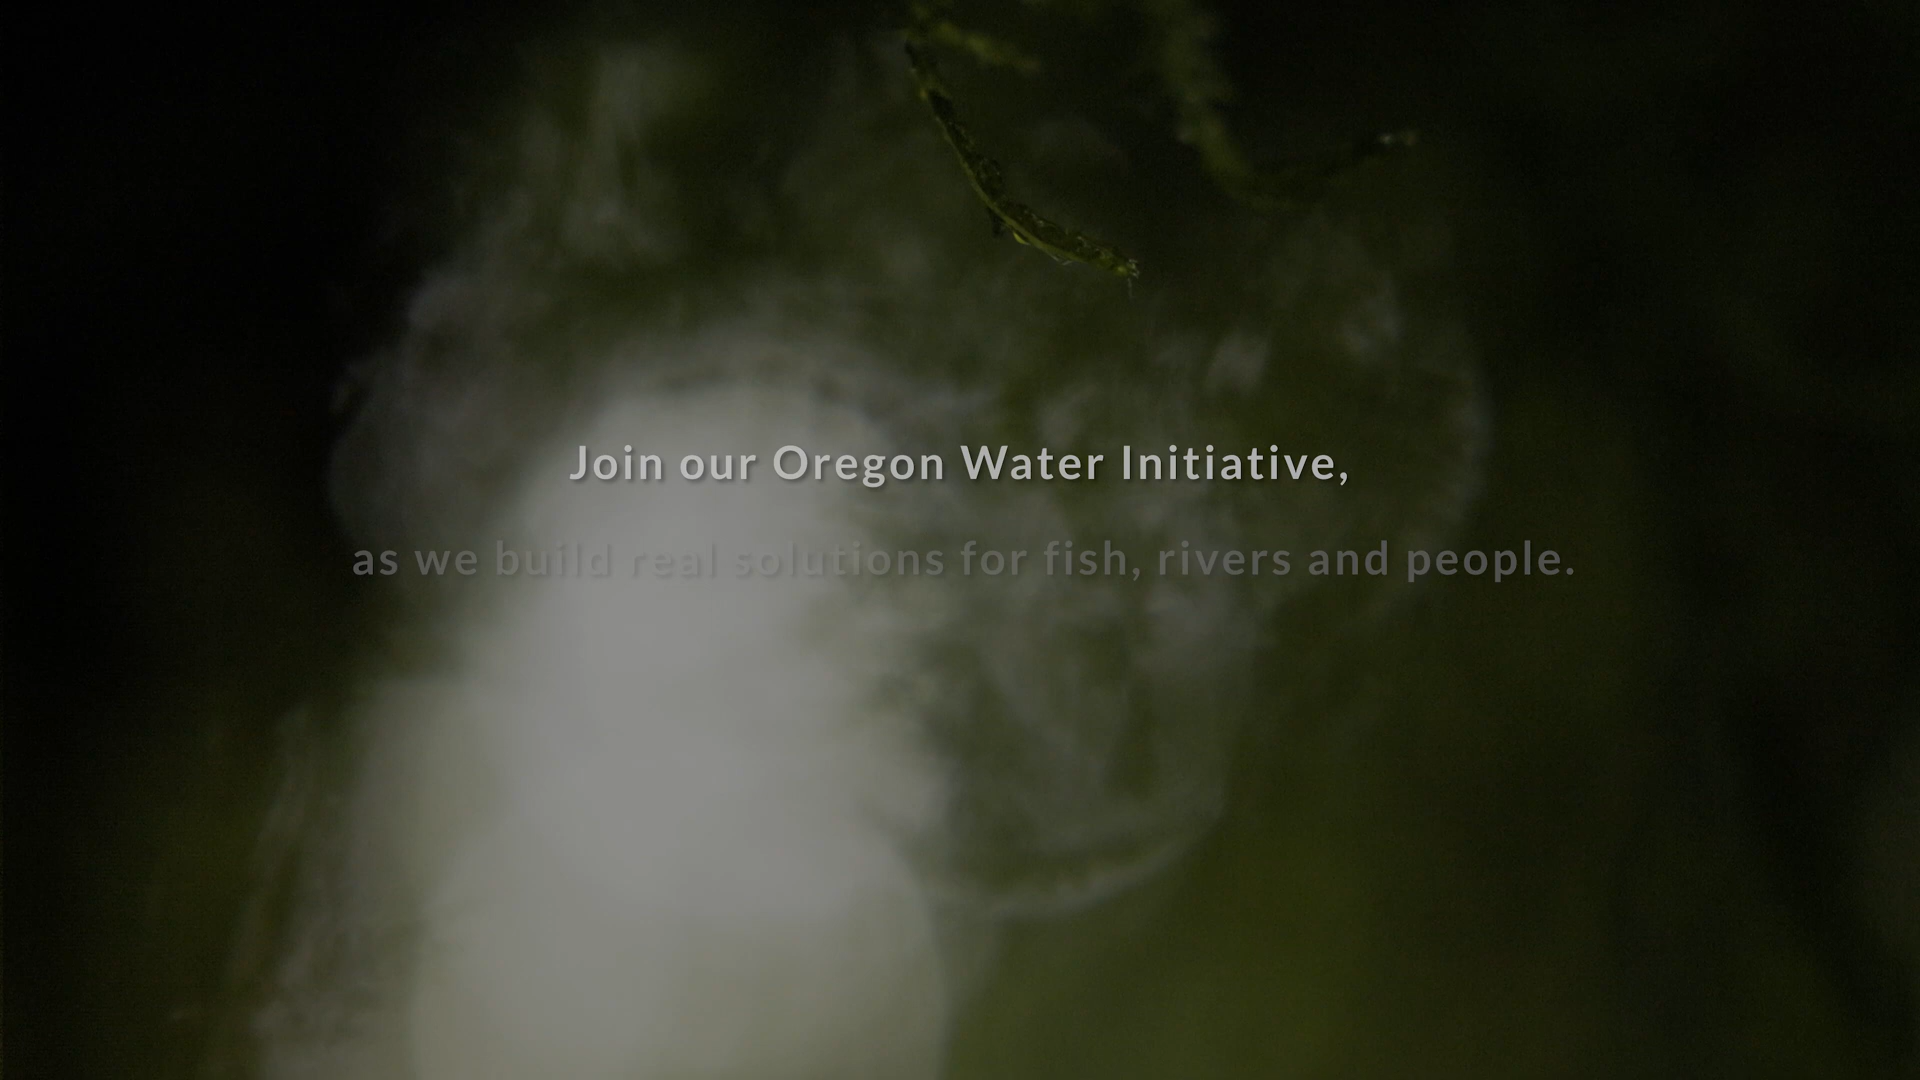 Join our Oregon Water Initiative,
as we build real solutions for fish, rivers and people.